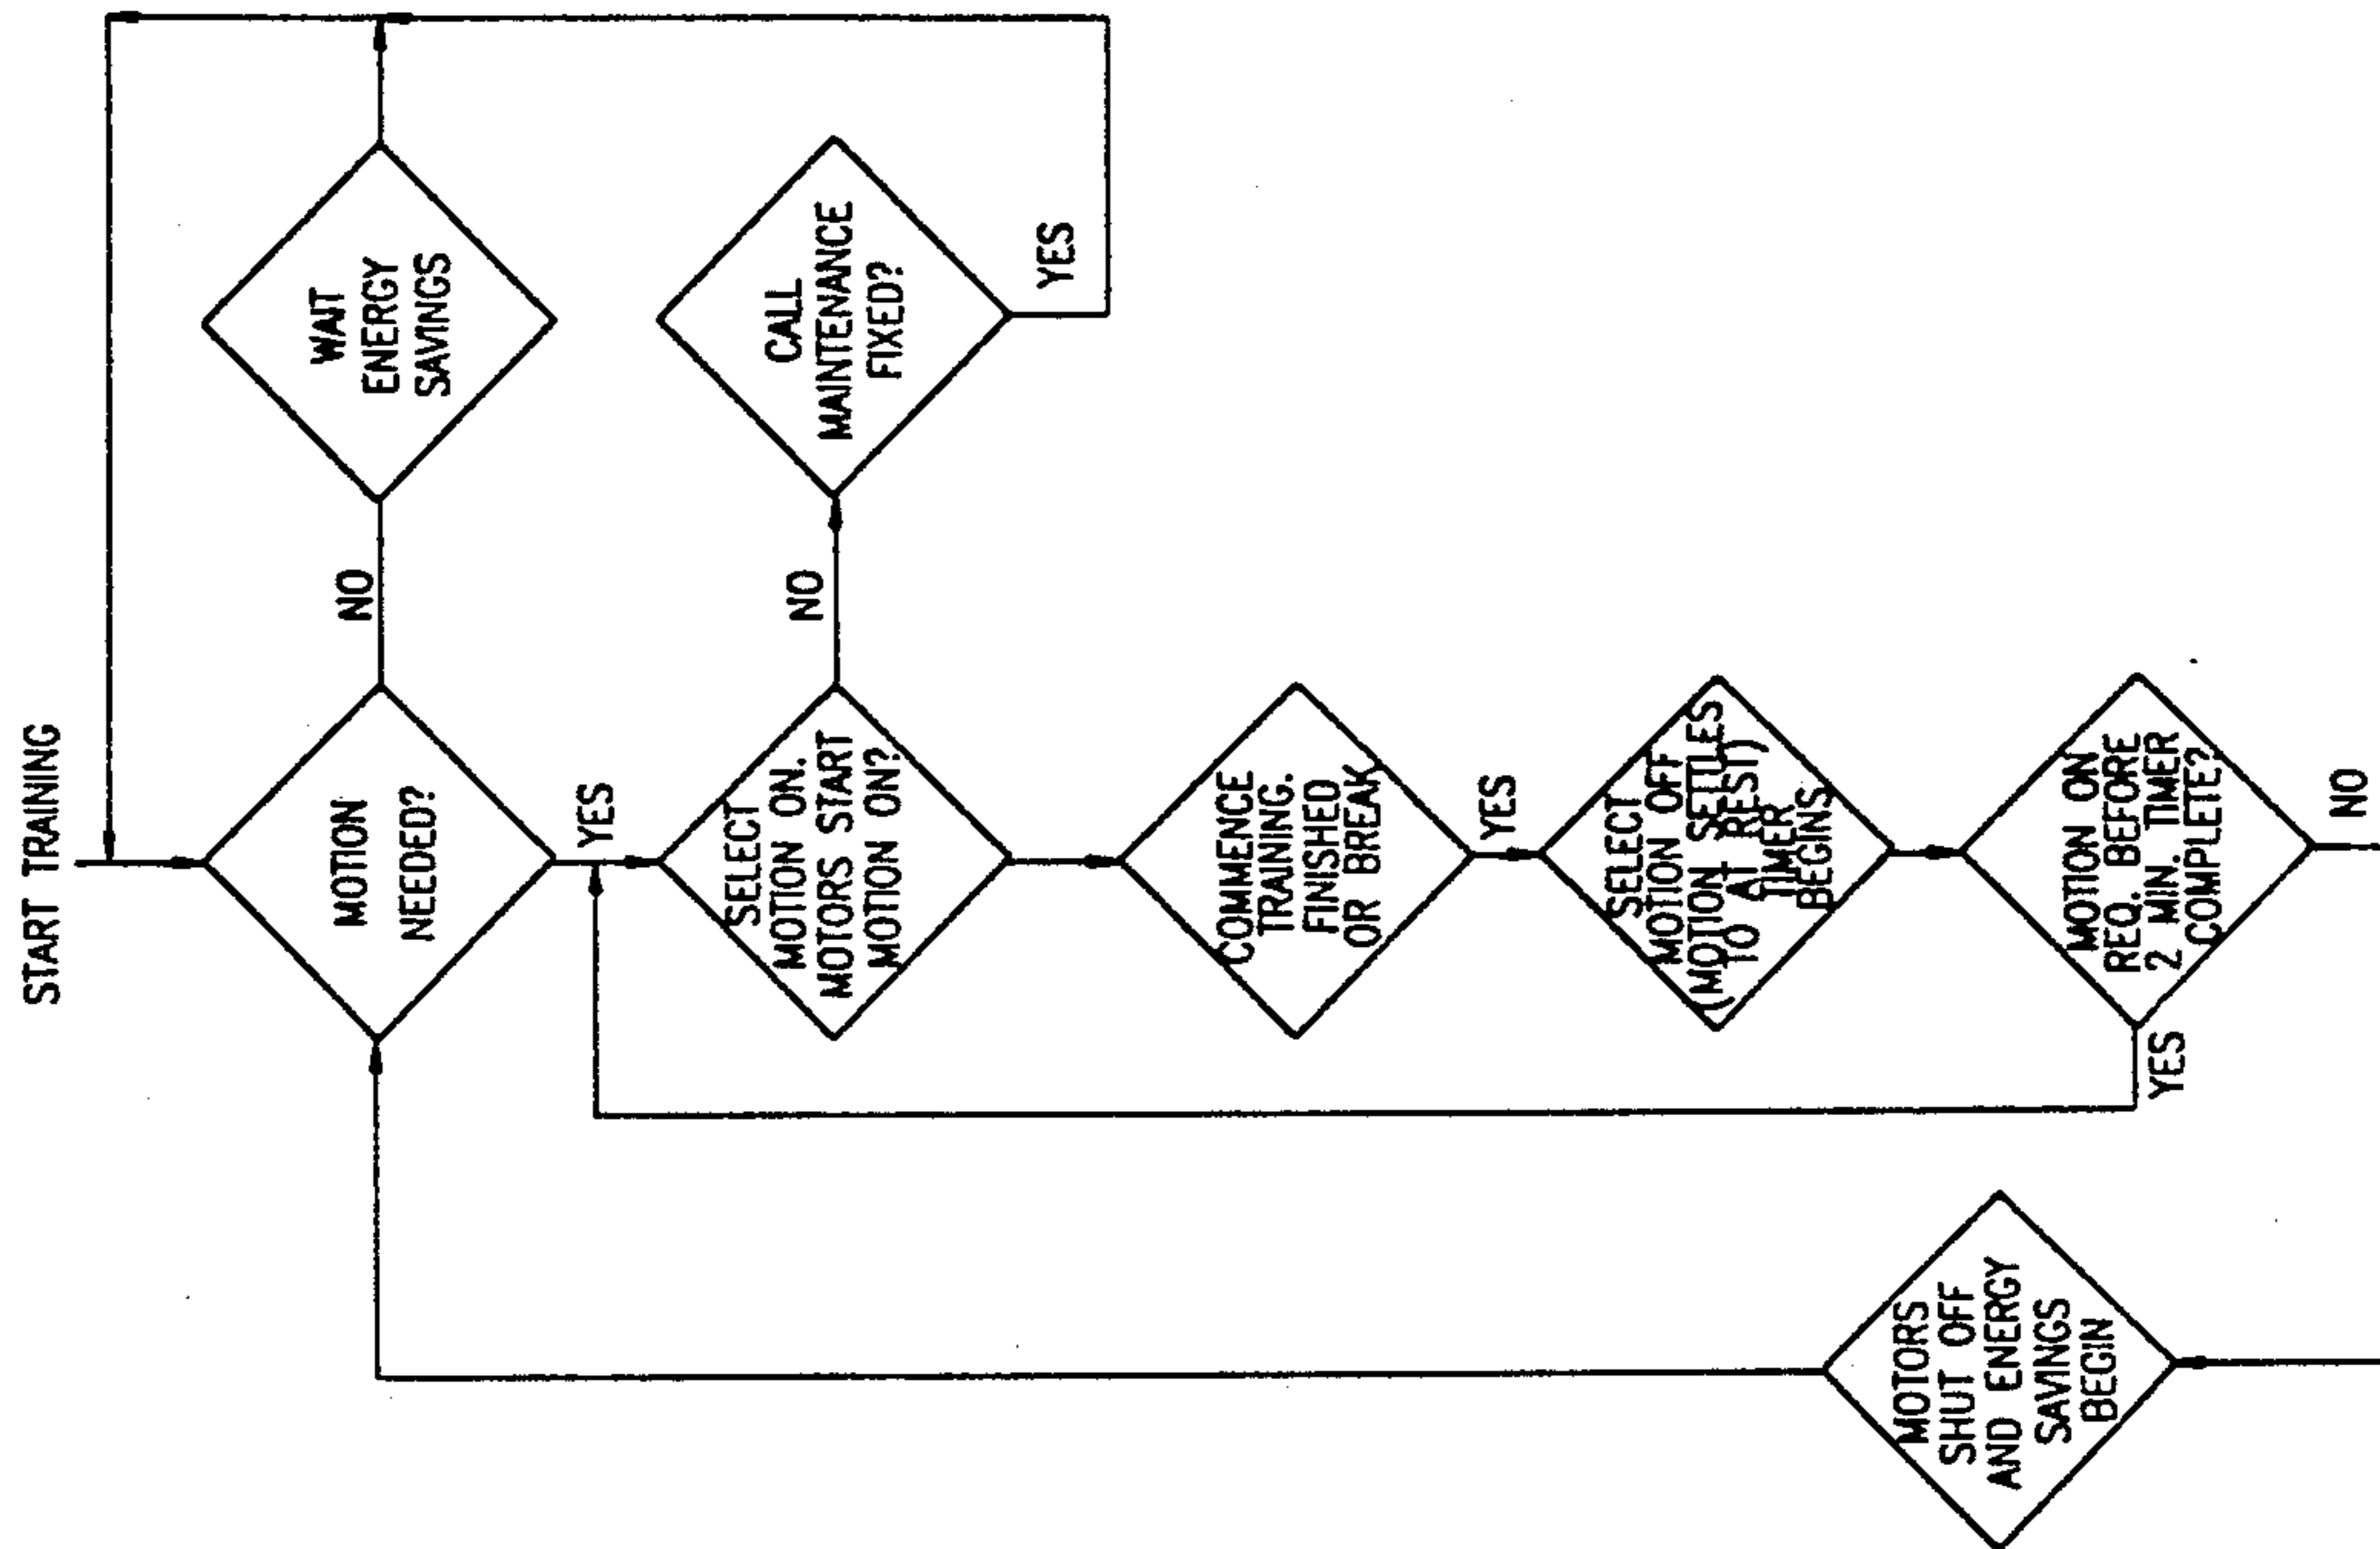 START TRAINING
MOTION
NEEDED?
NO
WAIT
ENERGY
SAVINGS
YES
SELECT
MOTION ON.
MOTORS START
MOTION ON?
NO
CALL
MAINTENANCE
FIXED?
YES
COMMENCE
TRAINING.
FINISHED
OR BREAK
YES
SELECT
MOTION OFF
(MOTION SETTLES
TO AT REST)
TIMER
BEGINS
MOTION ON
REQ. BEFORE
2 MIN. TIMER
COMPLETE?
YES
NO
MOTORS
SHUT OFF
AND ENERGY
SAVINGS
BEGIN